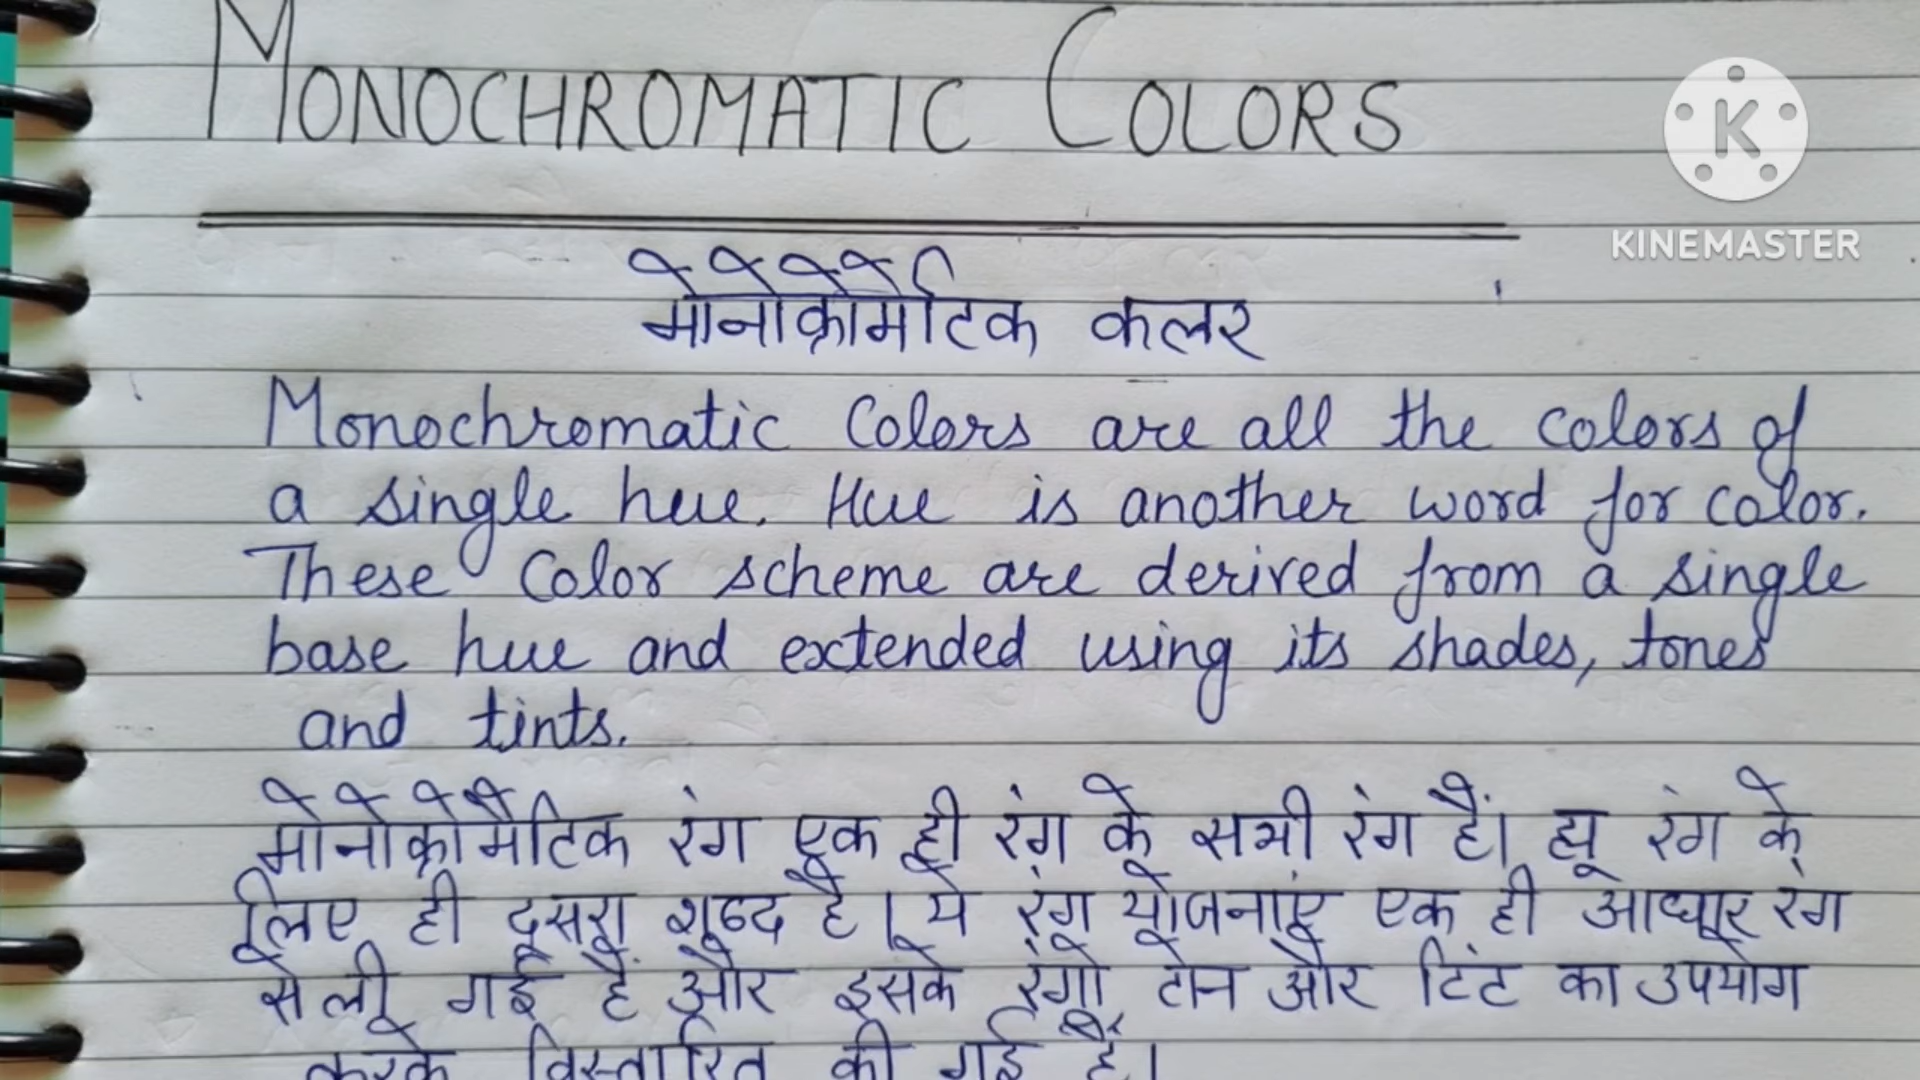 MONOCHROMATIC COLORS
K
KINEMASTER
मोनोक्रोमैटिक कलर
Monochromatic Colors are all the colors of
a single hue. Hue is another word for color.
These Color scheme are derived from a single
base hue and extended using its shades, tones
and tints.
मोनोक्रोमैटिक रंग एक ही रंग के सभी रंग हैं। ह्यू रंग के
लिए ही दूसरा शब्द है। ये रंग योजनाएं एक ही आधार रंग
से ली गई हैं और इसके रंगो टोन और टिंट का उपयोग
करके विस्तारित की गई हैं।